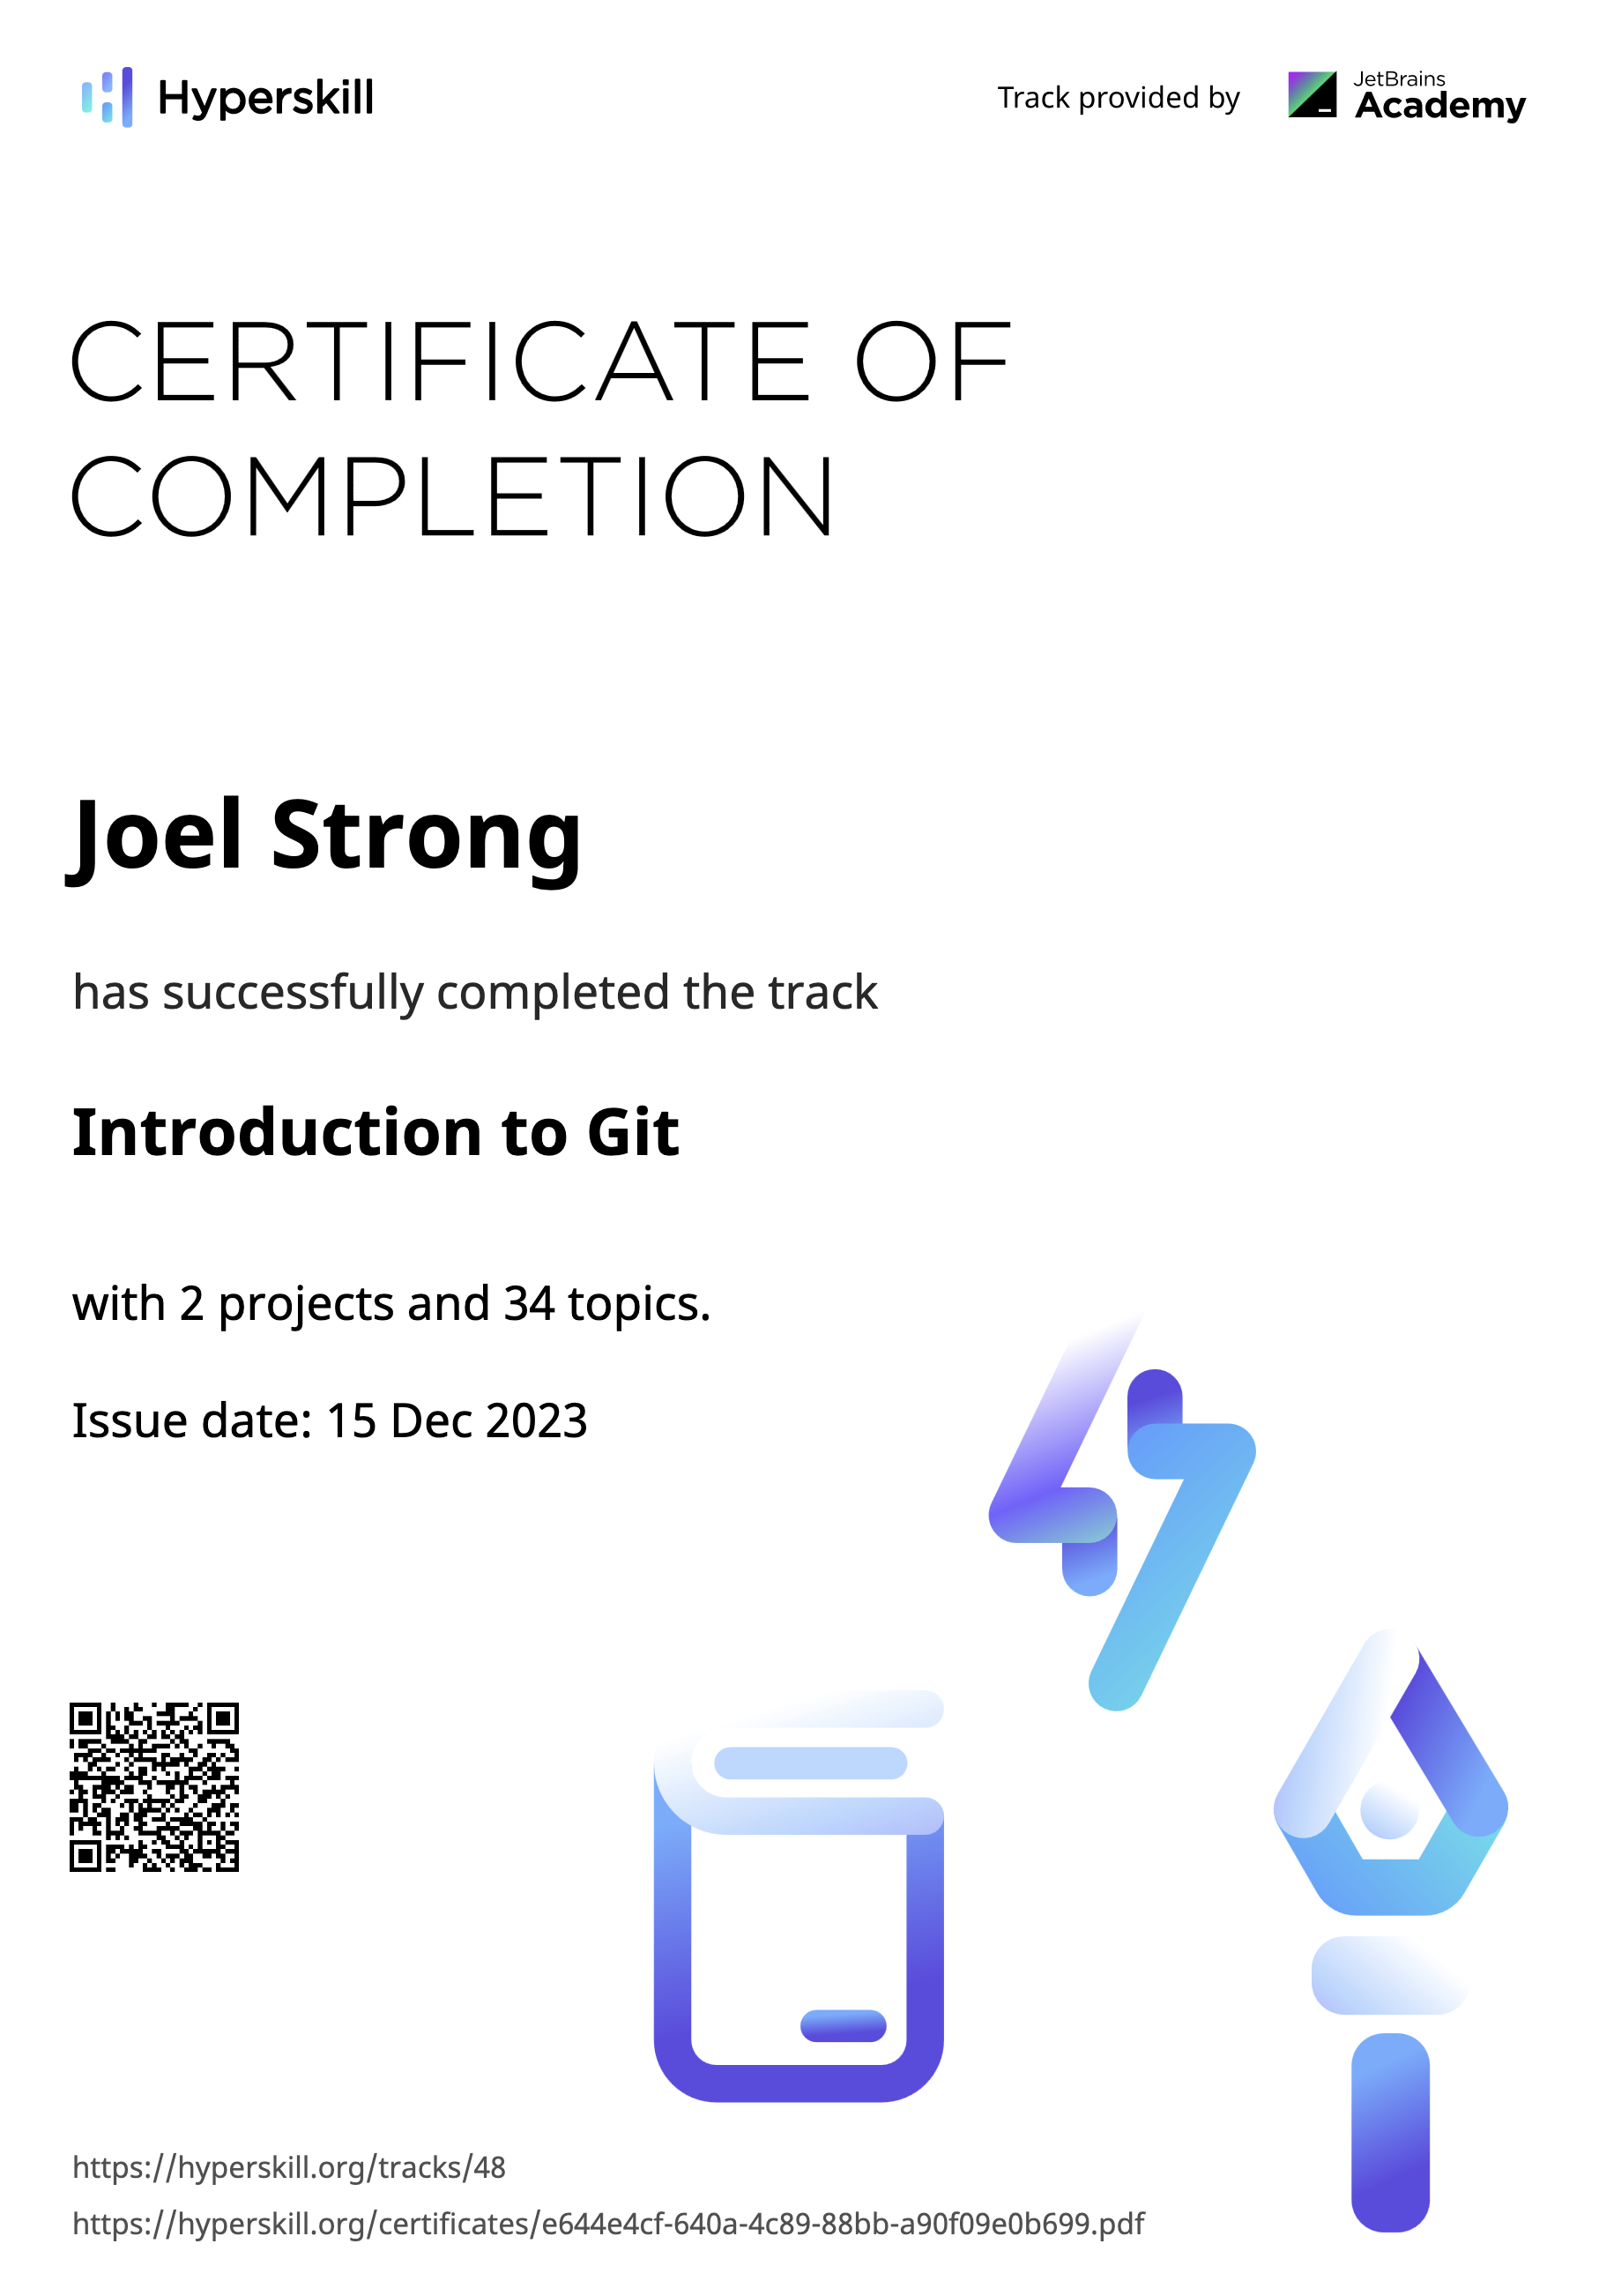 Hyperskill
Track provided by
JetBrains
Academy
CERTIFICATE OF
COMPLETION
Joel Strong
has successfully completed the track
Introduction to Git
with 2 projects and 34 topics.
Issue date: 15 Dec 2023
https://hyperskill.org/tracks/48
https://hyperskill.org/certificates/e644e4cf-640a-4c89-88bb-a90f09e0b699.pdf